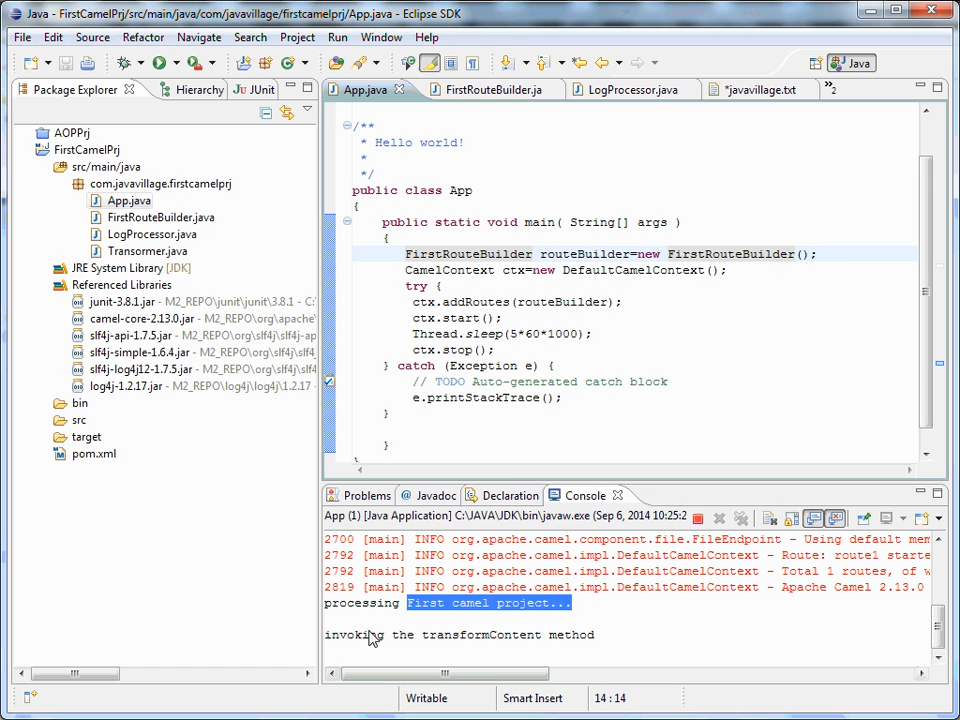 Java - FirstCamelPrj/src/main/java/com/javavillage/firstcamelprj/App.java - Eclipse SDK
File Edit Source Refactor Navigate Search Project Run Window Help
Java
Package Explorer Hierarchy JUnit
AOPPrj
FirstCamelPrj
src/main/java
com.javavillage.firstcamelprj
App.java
FirstRouteBuilder.java
LogProcessor.java
Transormer.java
JRE System Library [JDK]
Referenced Libraries
junit-3.8.1.jar - M2_REPO\junit\junit\3.8.1 - C:
camel-core-2.13.0.jar - M2_REPO\org\apache\
slf4j-api-1.7.5.jar - M2_REPO\org\slf4j\slf4j-ap
slf4j-simple-1.6.4.jar - M2_REPO\org\slf4j\slf4j
slf4j-log4j12-1.7.5.jar - M2_REPO\org\slf4j\slf
log4j-1.2.17.jar - M2_REPO\log4j\log4j\1.2.17 -
bin
src
target
pom.xml
App.java FirstRouteBuilder.ja LogProcessor.java *javavillage.txt »2
/**
* Hello world!
*
*/
public class App
{
public static void main( String[] args )
{
FirstRouteBuilder routeBuilder=new FirstRouteBuilder();
CamelContext ctx=new DefaultCamelContext();
try {
ctx.addRoutes(routeBuilder);
ctx.start();
Thread.sleep(5*60*1000);
ctx.stop();
} catch (Exception e) {
// TODO Auto-generated catch block
e.printStackTrace();
}
}
Problems @ Javadoc Declaration Console
App (1) [Java Application] C:\JAVA\JDK\bin\javaw.exe (Sep 6, 2014 10:25:2
2700 [main] INFO org.apache.camel.component.file.FileEndpoint - Using default mem
2792 [main] INFO org.apache.camel.impl.DefaultCamelContext - Route: route1 starte
2792 [main] INFO org.apache.camel.impl.DefaultCamelContext - Total 1 routes, of w
2819 [main] INFO org.apache.camel.impl.DefaultCamelContext - Apache Camel 2.13.0
processing First camel project...
invoking the transformContent method
Writable Smart Insert 14 : 14